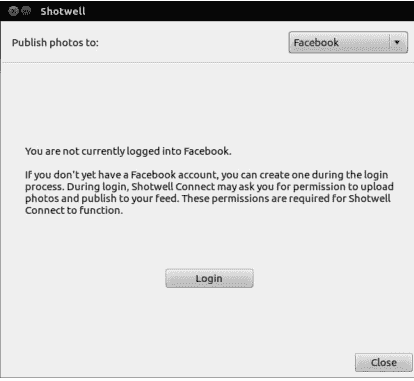 Shotwell
Publish photos to:
Facebook
You are not currently logged into Facebook.
If you don't yet have a Facebook account, you can create one during the login
process. During login, Shotwell Connect may ask you for permission to upload
photos and publish to your feed. These permissions are required for Shotwell
Connect to function.
Login
Close